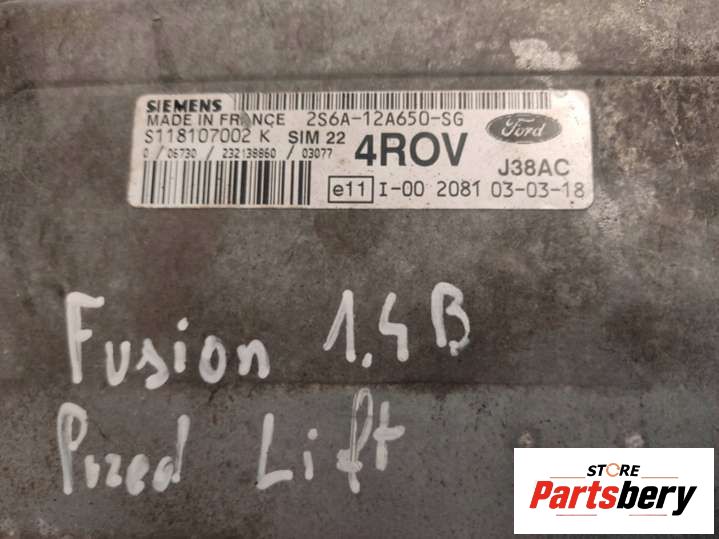 SIEMENS
MADE IN FRANCE 2S6A-12A650-SG
Ford
S118107002 K SIM 22 4ROV J38AC
0 / 06730 / 232138860 / 03077
e11 I-00 2081 03-03-18
Fusion 1.4B
Przed Lift
STORE
Partsbery